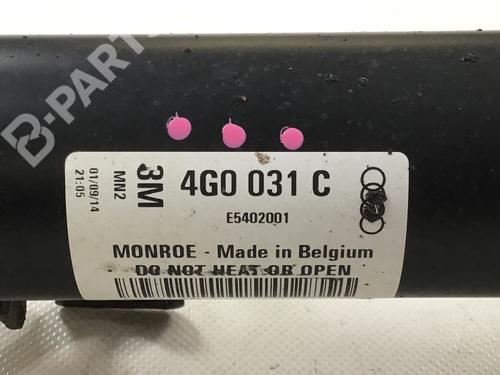 B-PARTS
3M
MN2
01/09/14
21:05
4G0 031 C
E5402001
MONROE - Made in Belgium
DO NOT HEAT OR OPEN